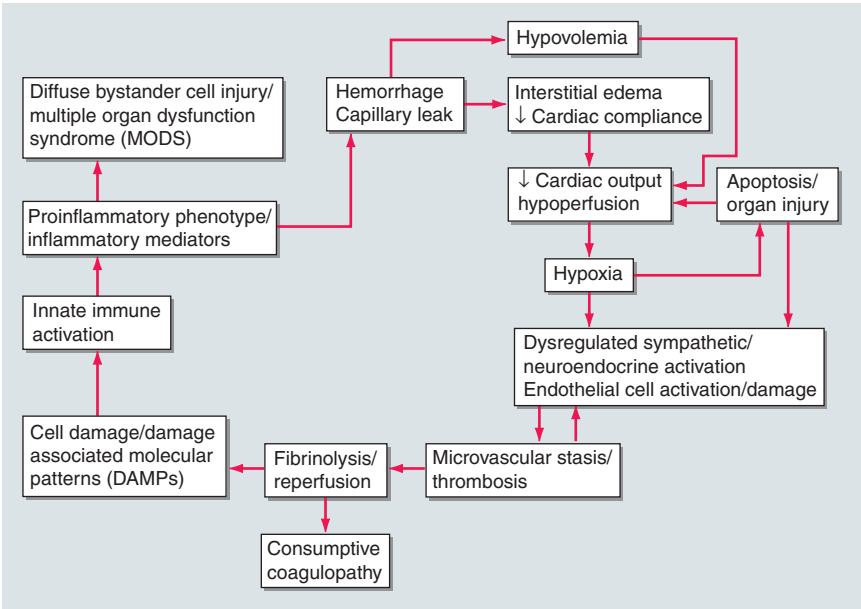 Hypovolemia
Diffuse bystander cell injury/
multiple organ dysfunction
syndrome (MODS)
Hemorrhage
Capillary leak
Interstitial edema
↓ Cardiac compliance
↓ Cardiac output
hypoperfusion
Apoptosis/
organ injury
Proinflammatory phenotype/
inflammatory mediators
Hypoxia
Innate immune
activation
Dysregulated sympathetic/
neuroendocrine activation
Endothelial cell activation/damage
Cell damage/damage
associated molecular
patterns (DAMPs)
Fibrinolysis/
reperfusion
Microvascular stasis/
thrombosis
Consumptive
coagulopathy